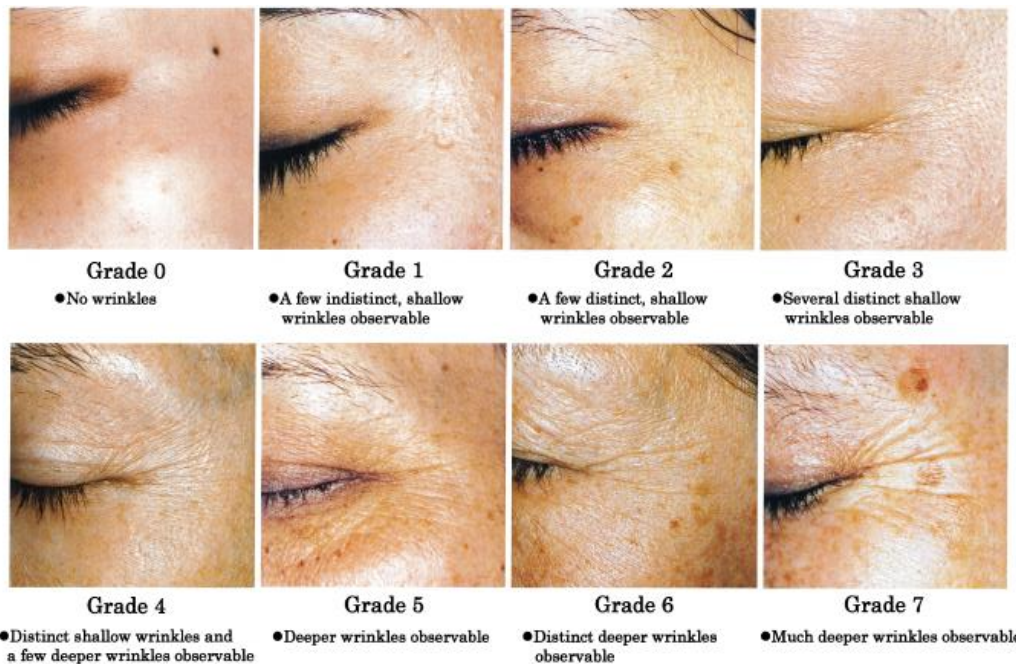 Grade 0
●No wrinkles
Grade 1
●A few indistinct, shallow
wrinkles observable
Grade 2
●A few distinct, shallow
wrinkles observable
Grade 3
●Several distinct shallow
wrinkles observable
Grade 4
●Distinct shallow wrinkles and
a few deeper wrinkles observable
Grade 5
●Deeper wrinkles observable
Grade 6
●Distinct deeper wrinkles
observable
Grade 7
●Much deeper wrinkles observable